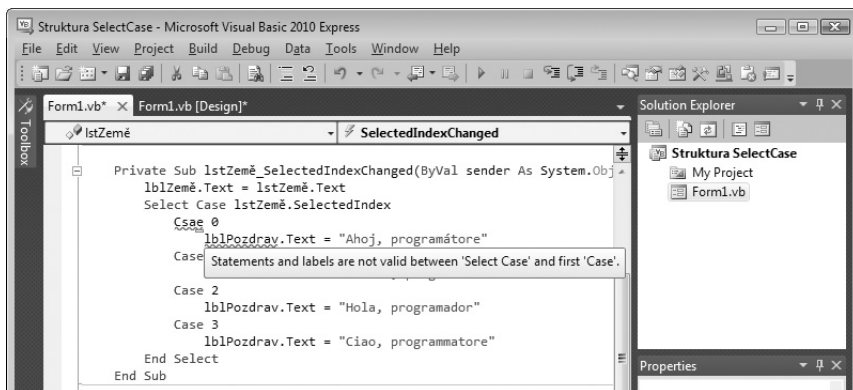 Struktura SelectCase - Microsoft Visual Basic 2010 Express
File Edit View Project Build Debug Data Tools Window Help
Toolbox
Form1.vb* Form1.vb [Design]*
lstZemě SelectedIndexChanged
Private Sub lstZemě_SelectedIndexChanged(ByVal sender As System.Obj
lblZemě.Text = lstZemě.Text
Select Case lstZemě.SelectedIndex
Csae 0
lblPozdrav.Text = "Ahoj, programátore"
Case
Statements and labels are not valid between 'Select Case' and first 'Case'.
Case 2
lblPozdrav.Text = "Hola, programador"
Case 3
lblPozdrav.Text = "Ciao, programmatore"
End Select
End Sub
Solution Explorer
Struktura SelectCase
My Project
Form1.vb
Properties